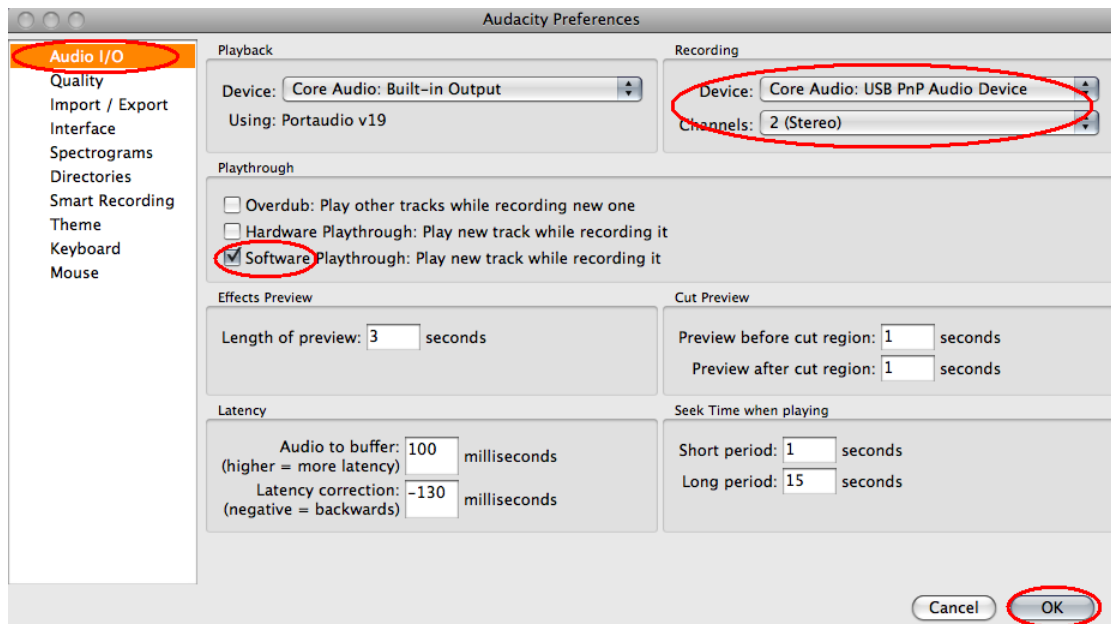 Audacity Preferences
Audio I/O
Quality
Import / Export
Interface
Spectrograms
Directories
Smart Recording
Theme
Keyboard
Mouse
Playback
Device: Core Audio: Built-in Output
Using: Portaudio v19
Recording
Device: Core Audio: USB PnP Audio Device
Channels: 2 (Stereo)
Playthrough
Overdub: Play other tracks while recording new one
Hardware Playthrough: Play new track while recording it
Software Playthrough: Play new track while recording it
Effects Preview
Length of preview: 3 seconds
Cut Preview
Preview before cut region: 1 seconds
Preview after cut region: 1 seconds
Latency
Audio to buffer: 100 milliseconds
(higher = more latency)
Latency correction: -130 milliseconds
(negative = backwards)
Seek Time when playing
Short period: 1 seconds
Long period: 15 seconds
Cancel OK